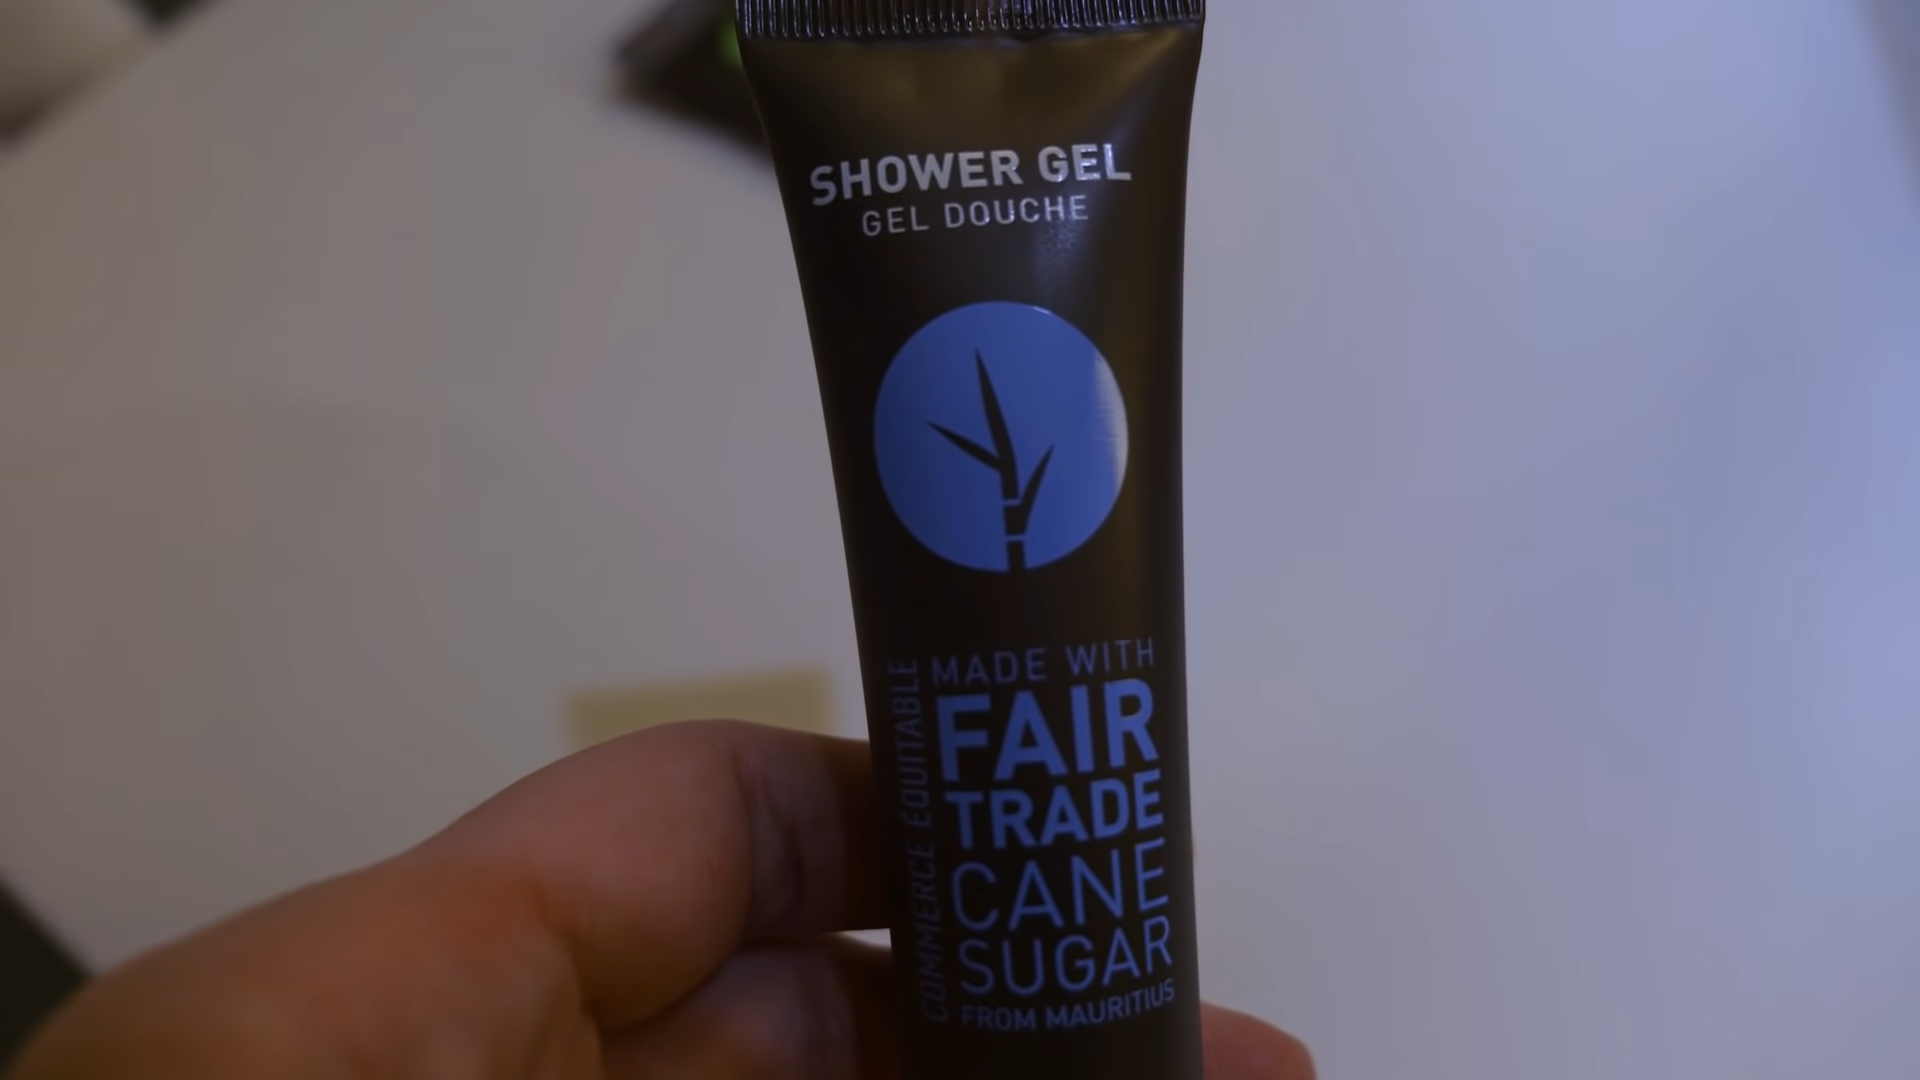 SHOWER GEL
GEL DOUCHE
COMMERCE EQUITABLE
MADE WITH
FAIR
TRADE
CANE
SUGAR
FROM MAURITIUS